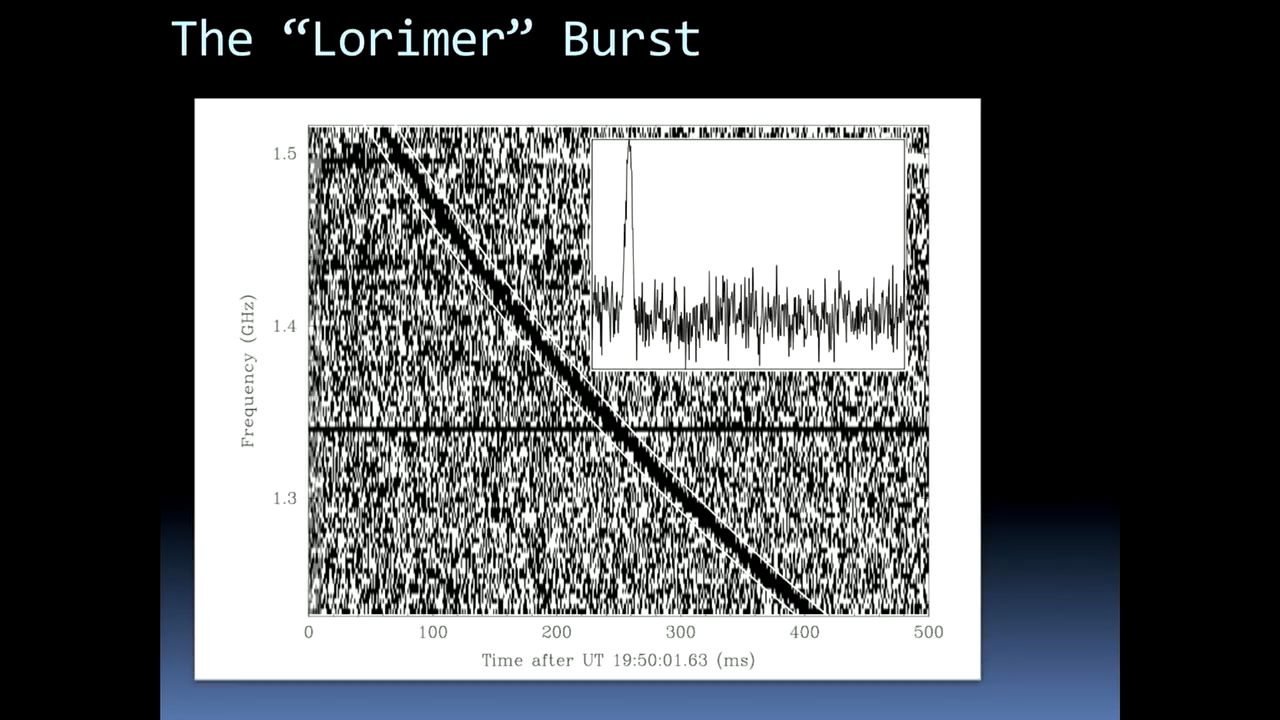 The “Lorimer” Burst
1.5
1.4
1.3
Frequency (GHz)
0 100 200 300 400 500
Time after UT 19:50:01.63 (ms)